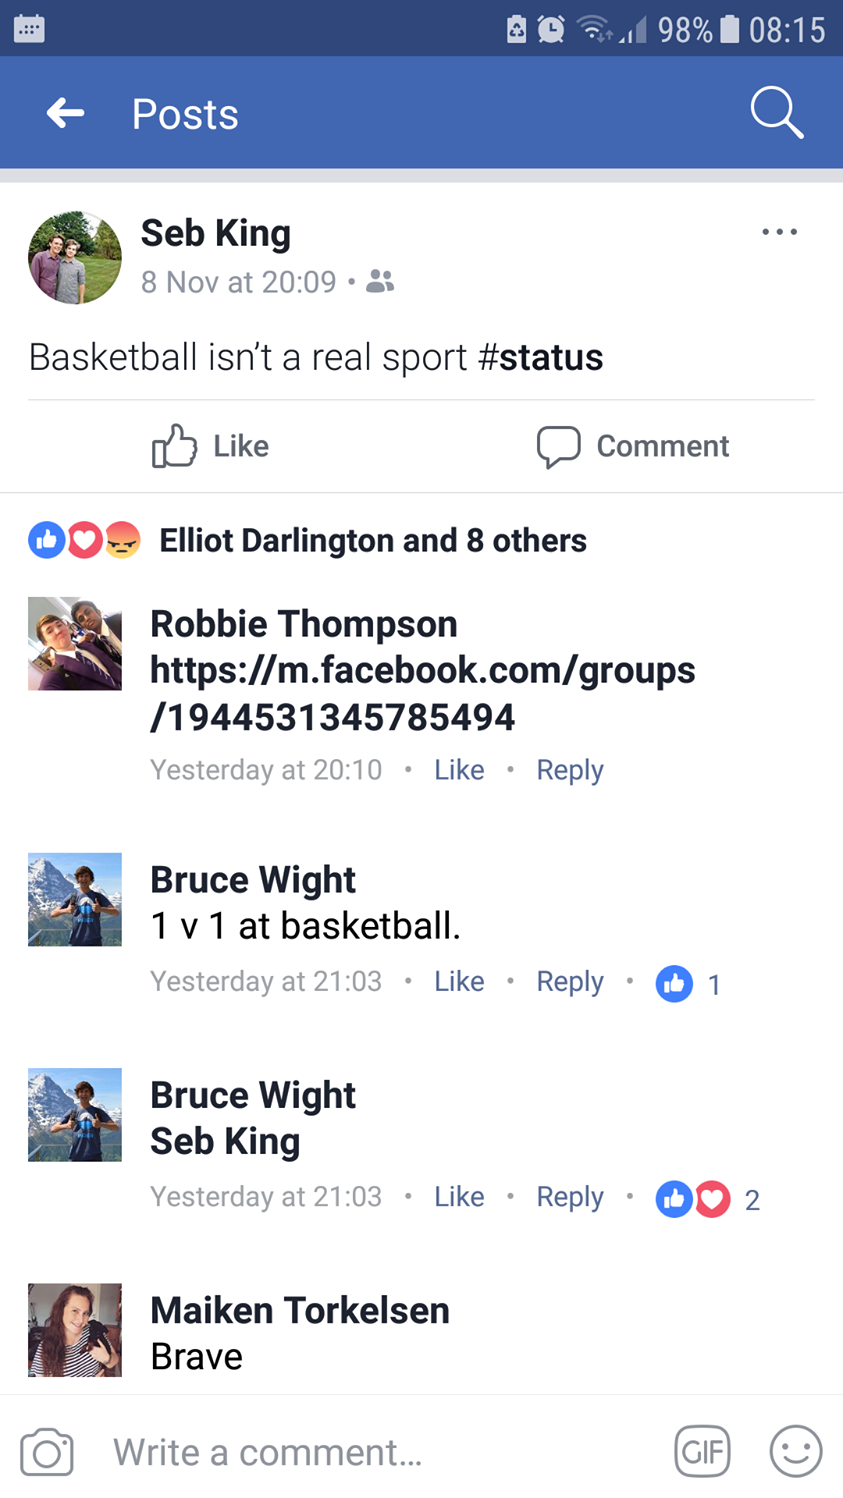 98% 08:15
Posts
Seb King
8 Nov at 20:09 •
Basketball isn't a real sport #status
Like Comment
Elliot Darlington and 8 others
Robbie Thompson
https://m.facebook.com/groups
/1944531345785494
Yesterday at 20:10 • Like • Reply
Bruce Wight
1 v 1 at basketball.
Yesterday at 21:03 • Like • Reply • 1
Bruce Wight
Seb King
Yesterday at 21:03 • Like • Reply • 2
Maiken Torkelsen
Brave
Write a comment... GIF